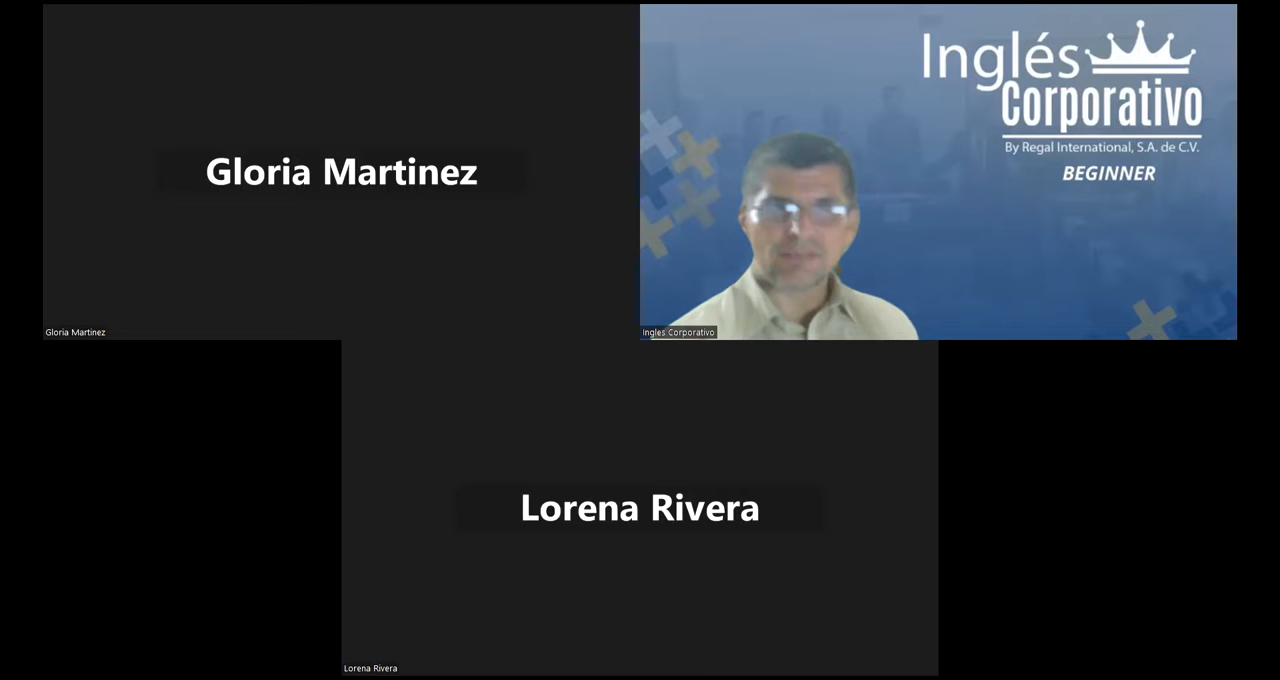 Gloria Martinez
Gloria Martinez
Inglés
Corporativo
By Regal International, S.A. de C.V.
BEGINNER
Ingles Corporativo
Lorena Rivera
Lorena Rivera